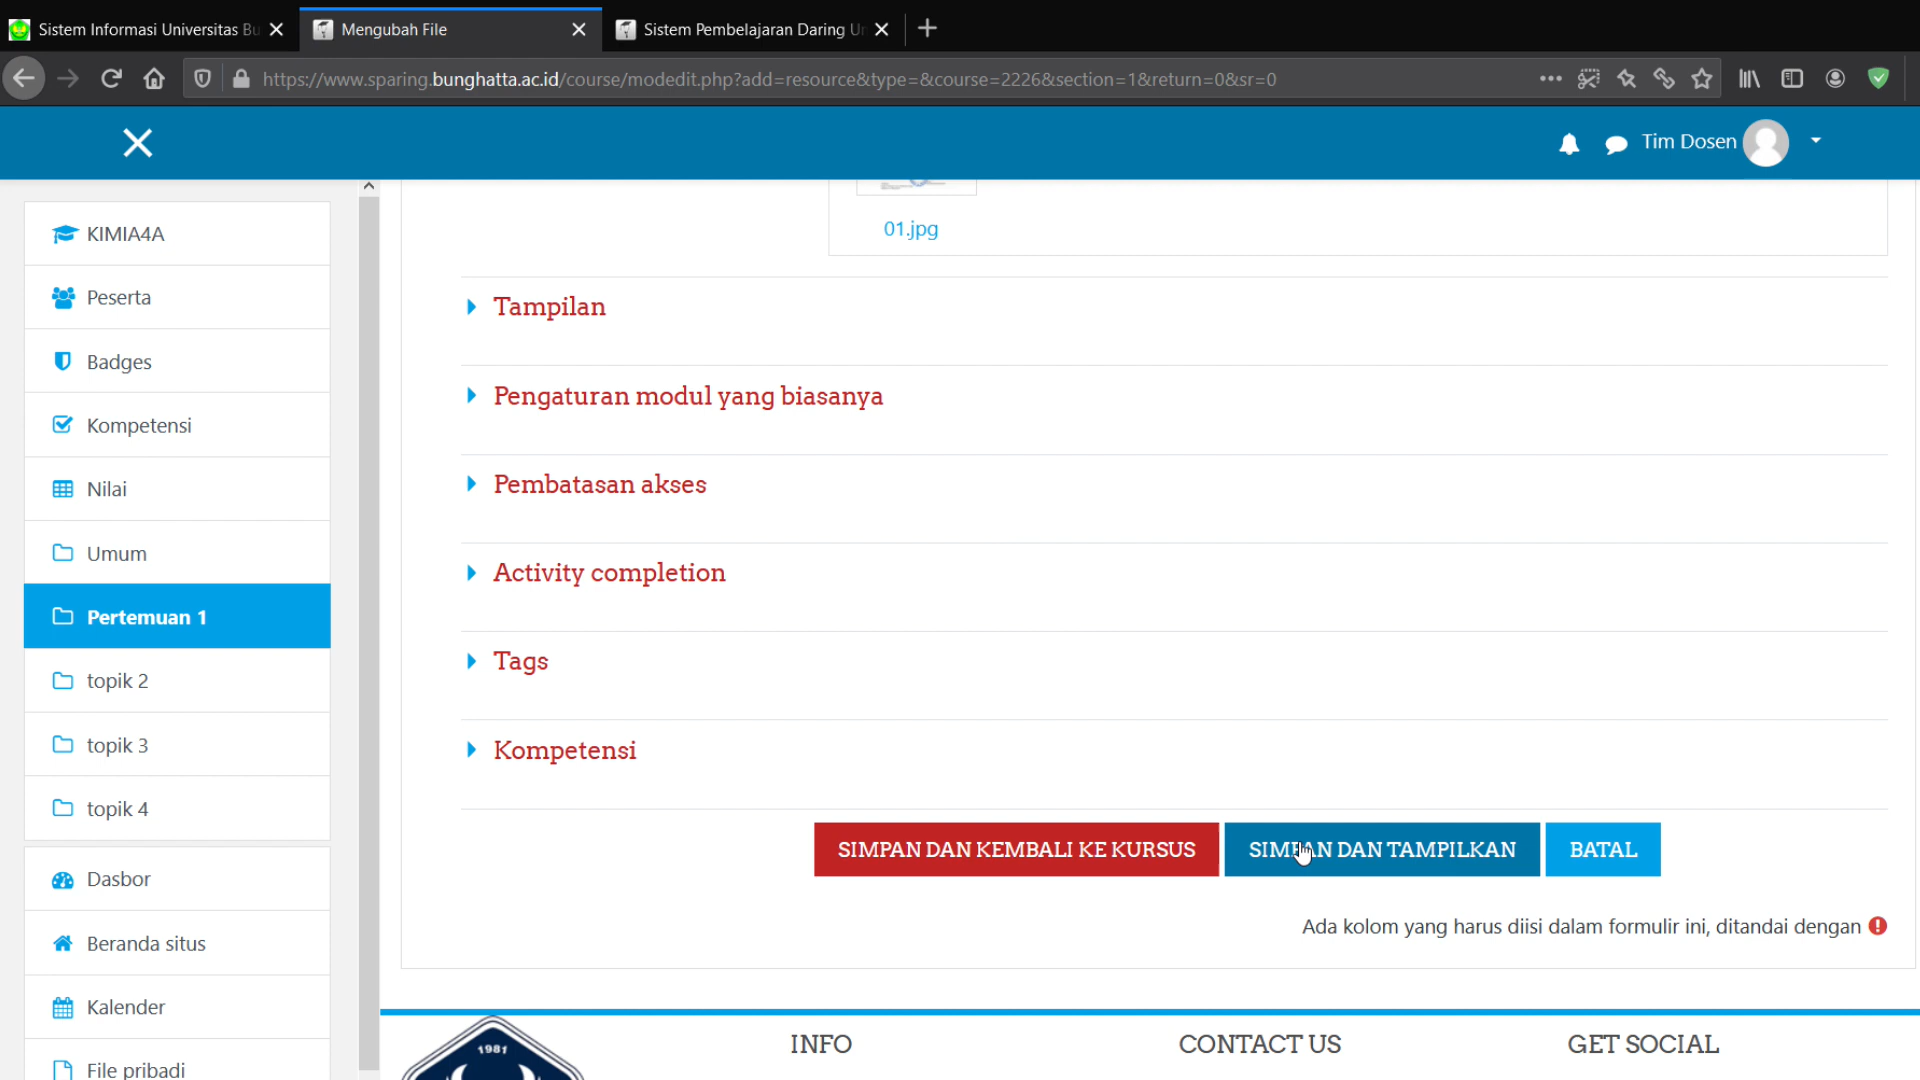 Sistem Informasi Universitas Bu
Mengubah File
Sistem Pembelajaran Daring Un
https://www.sparing.bunghatta.ac.id/course/modedit.php?add=resource&type=&course=2226&section=1&return=0&sr=0
Tim Dosen
KIMIA4A
Peserta
Badges
Kompetensi
Nilai
Umum
Pertemuan 1
topik 2
topik 3
topik 4
Dasbor
Beranda situs
Kalender
File pribadi
01.jpg
Tampilan
Pengaturan modul yang biasanya
Pembatasan akses
Activity completion
Tags
Kompetensi
SIMPAN DAN KEMBALI KE KURSUS
SIMPAN DAN TAMPILKAN
BATAL
Ada kolom yang harus diisi dalam formulir ini, ditandai dengan
1981
INFO
CONTACT US
GET SOCIAL